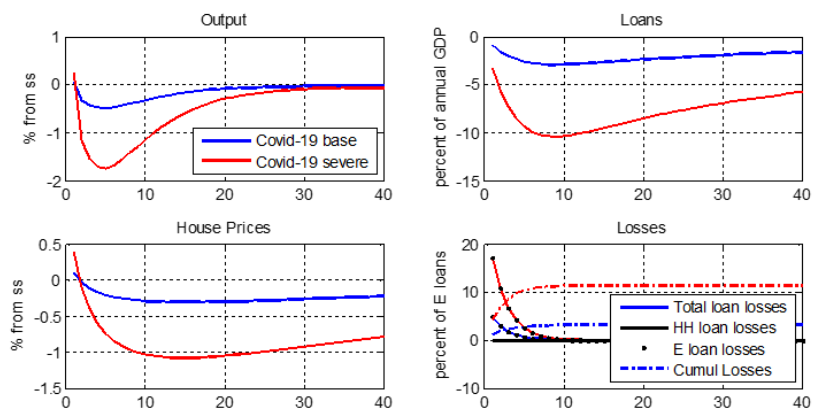 Output
% from ss
1
0
-1
-2
0 10 20 30 40
Covid-19 base
Covid-19 severe
Loans
percent of annual GDP
0
-5
-10
-15
0 10 20 30 40
House Prices
% from ss
0.5
0
-0.5
-1
-1.5
0 10 20 30 40
Losses
percent of E loans
20
10
0
-10
0 10 20 30 40
Total loan losses
HH loan losses
E loan losses
Cumul Losses